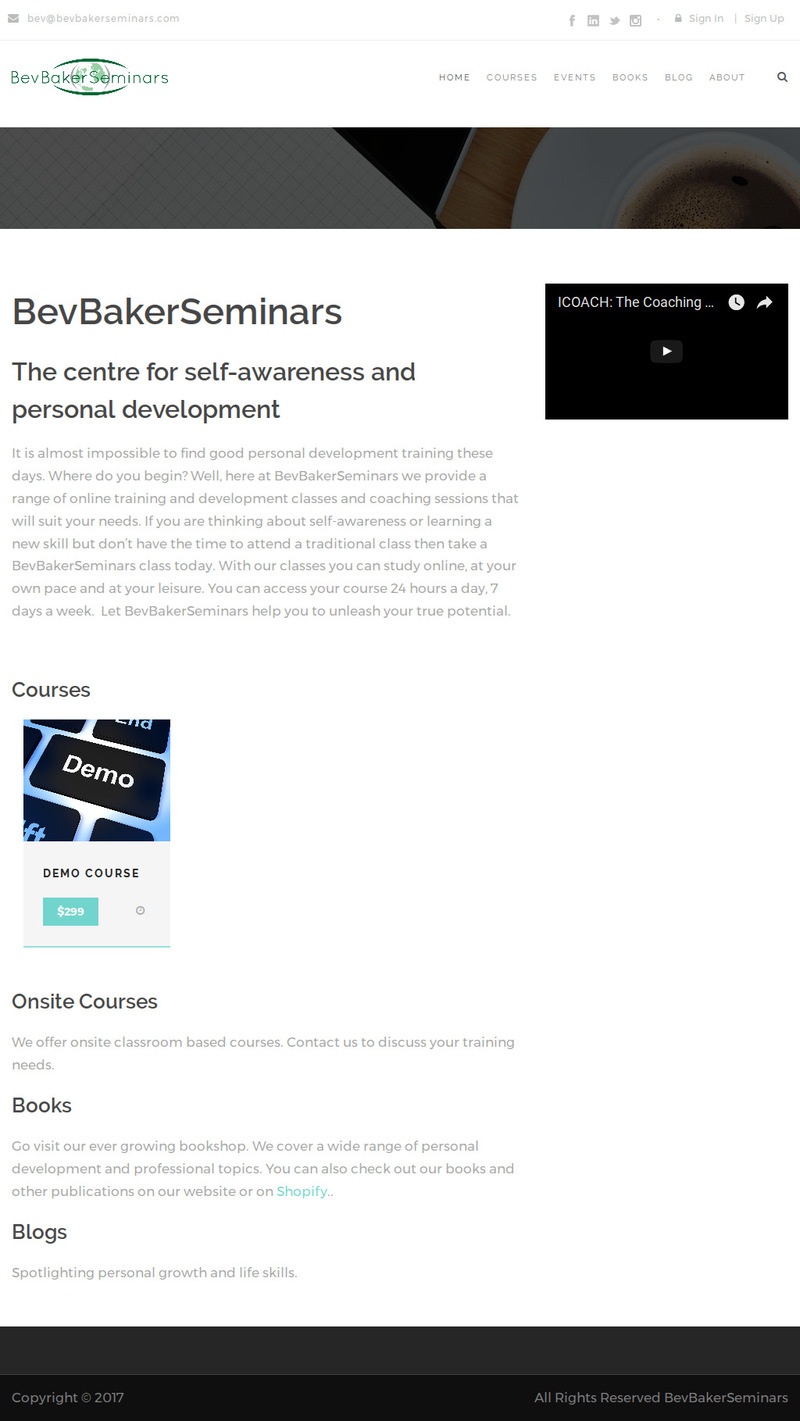 bev@bevbakerseminars.com
Sign In | Sign Up
BevBakerSeminars
HOME COURSES EVENTS BOOKS BLOG ABOUT
BevBakerSeminars
ICOACH: The Coaching ...
The centre for self-awareness and
personal development
It is almost impossible to find good personal development training these
days. Where do you begin? Well, here at BevBakerSeminars we provide a
range of online training and development classes and coaching sessions that
will suit your needs. If you are thinking about self-awareness or learning a
new skill but don't have the time to attend a traditional class then take a
BevBakerSeminars class today. With our classes you can study online, at your
own pace and at your leisure. You can access your course 24 hours a day, 7
days a week.  Let BevBakerSeminars help you to unleash your true potential.
Courses
End
Demo
ift
DEMO COURSE
$299
Onsite Courses
We offer onsite classroom based courses. Contact us to discuss your training
needs.
Books
Go visit our ever growing bookshop. We cover a wide range of personal
development and professional topics. You can also check out our books and
other publications on our website or on Shopify..
Blogs
Spotlighting personal growth and life skills.
Copyright © 2017
All Rights Reserved BevBakerSeminars